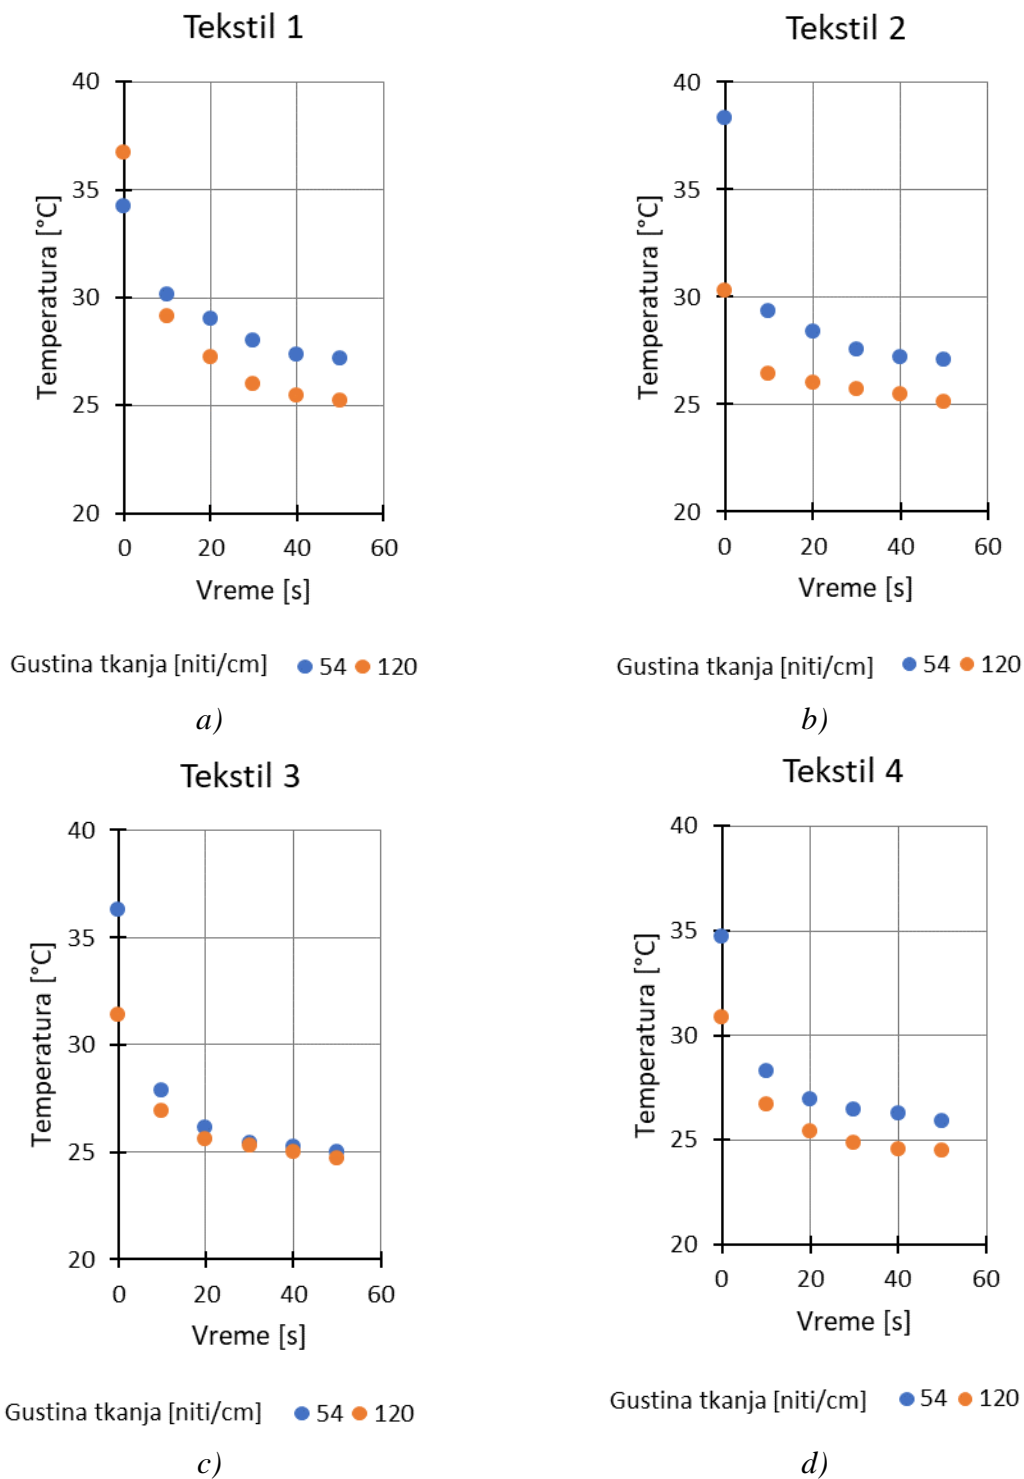 Tekstil 1
40
35
30
25
20
Temperatura [°C]
0 20 40 60
Vreme [s]
Gustina tkanja [niti/cm] 54 120
a)
Tekstil 2
40
35
30
25
20
Temperatura [°C]
0 20 40 60
Vreme [s]
Gustina tkanja [niti/cm] 54 120
b)
Tekstil 3
40
35
30
25
20
Temperatura [°C]
0 20 40 60
Vreme [s]
Gustina tkanja [niti/cm] 54 120
c)
Tekstil 4
40
35
30
25
20
Temperatura [°C]
0 20 40 60
Vreme [s]
Gustina tkanja [niti/cm] 54 120
d)